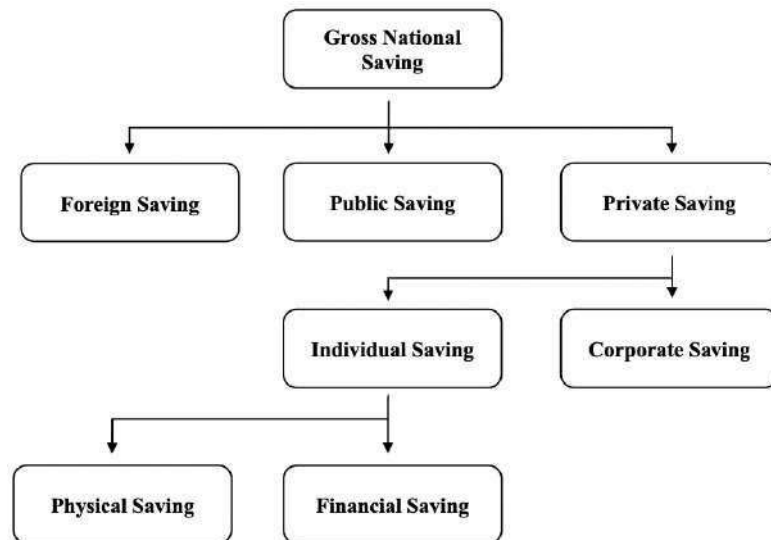 Gross National
Saving
Foreign Saving
Public Saving
Private Saving
Individual Saving
Corporate Saving
Physical Saving
Financial Saving